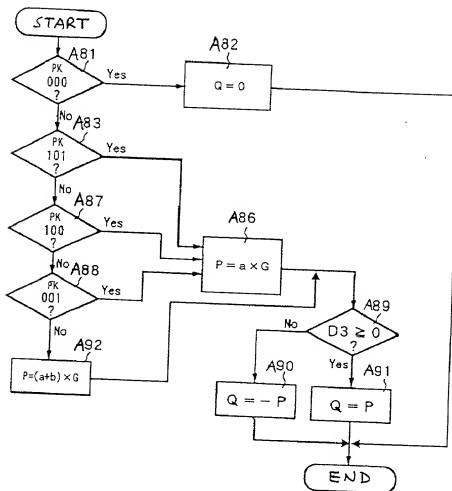 START
A81
PK
000
?
Yes
No
A82
Q=0
A83
PK
101
?
Yes
No
A87
PK
100
?
Yes
No
A86
P=a×G
A88
PK
001
?
Yes
No
A89
D3≧0
?
No
Yes
A92
P=(a+b)×G
A90
Q=-P
A91
Q=P
END